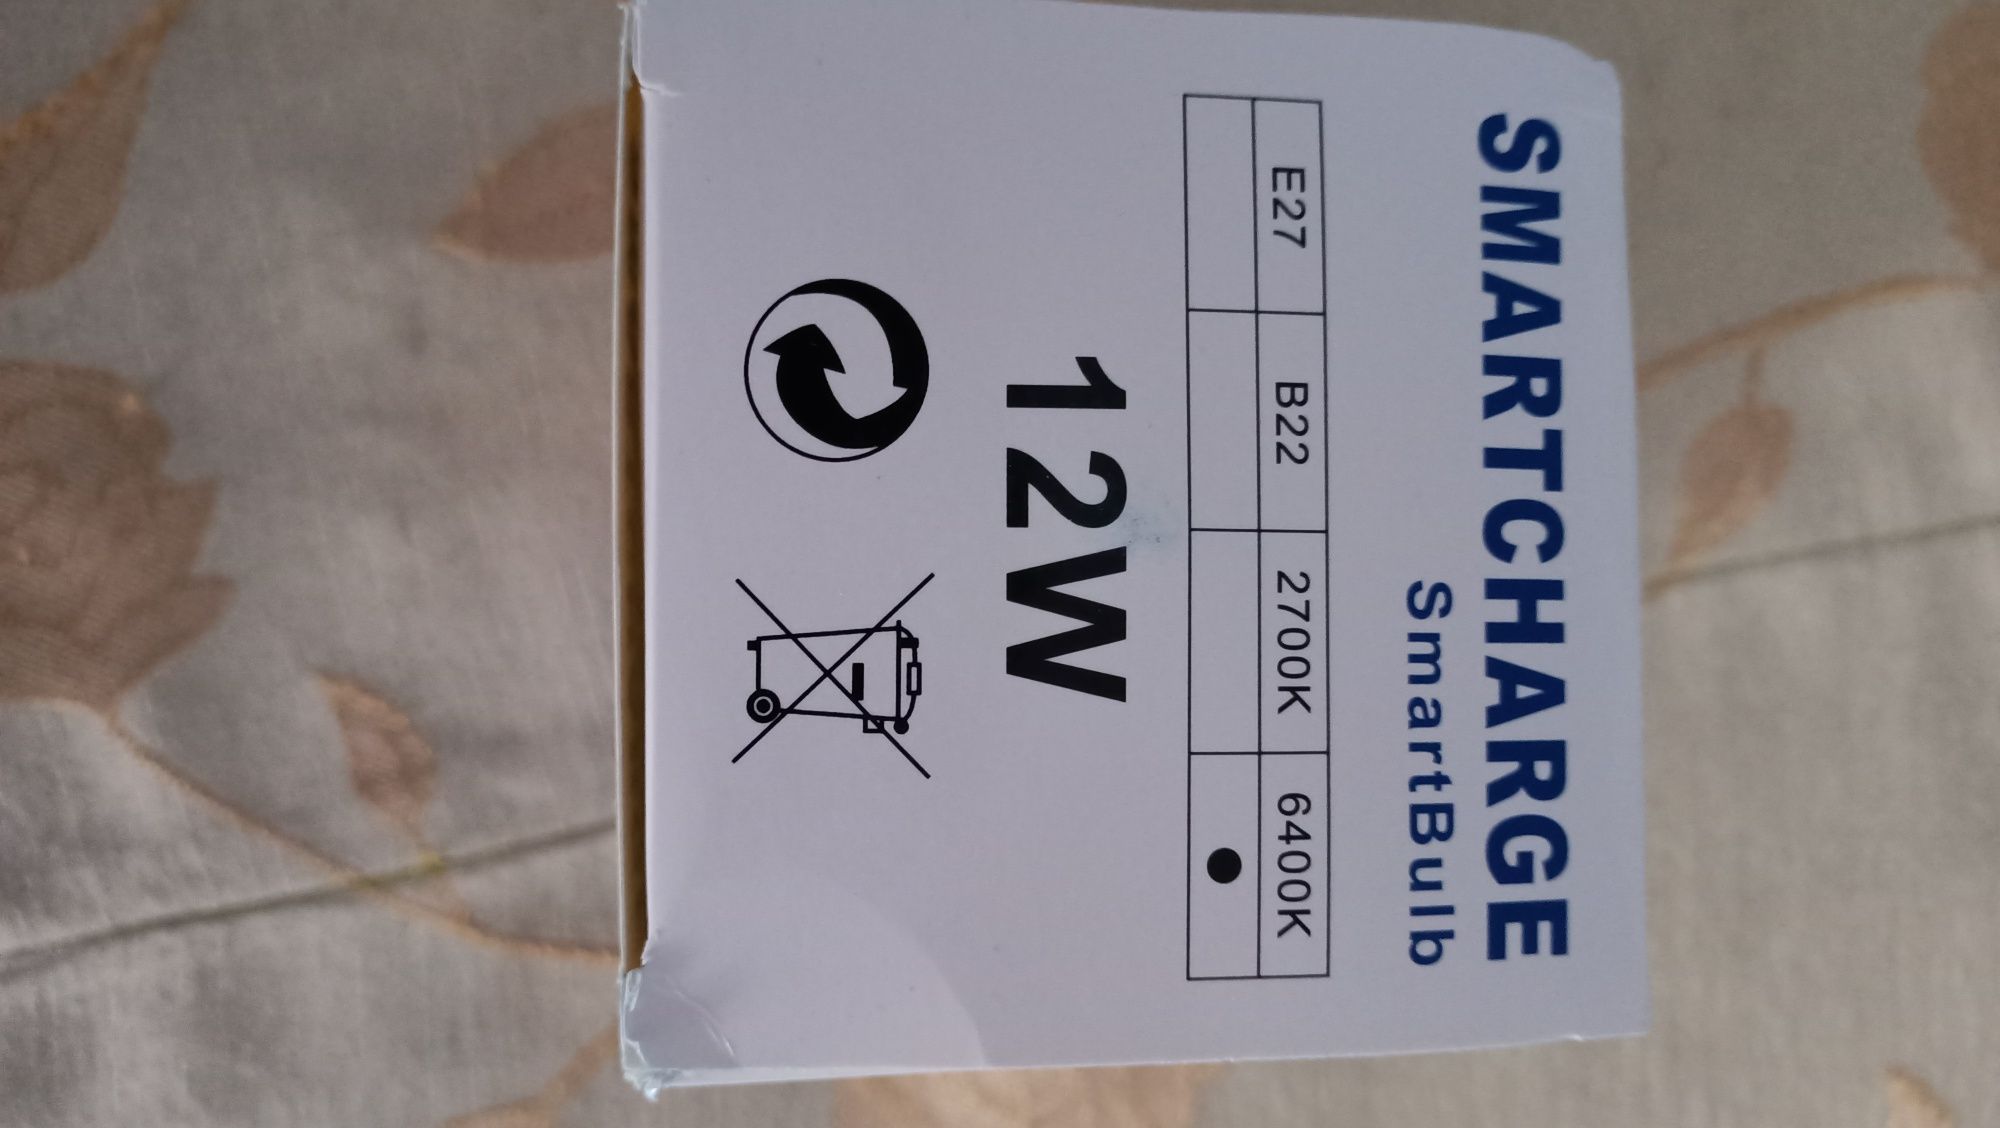 SMARTCHARGE
SmartBulb
E27 B22 2700K 6400K
●
12W